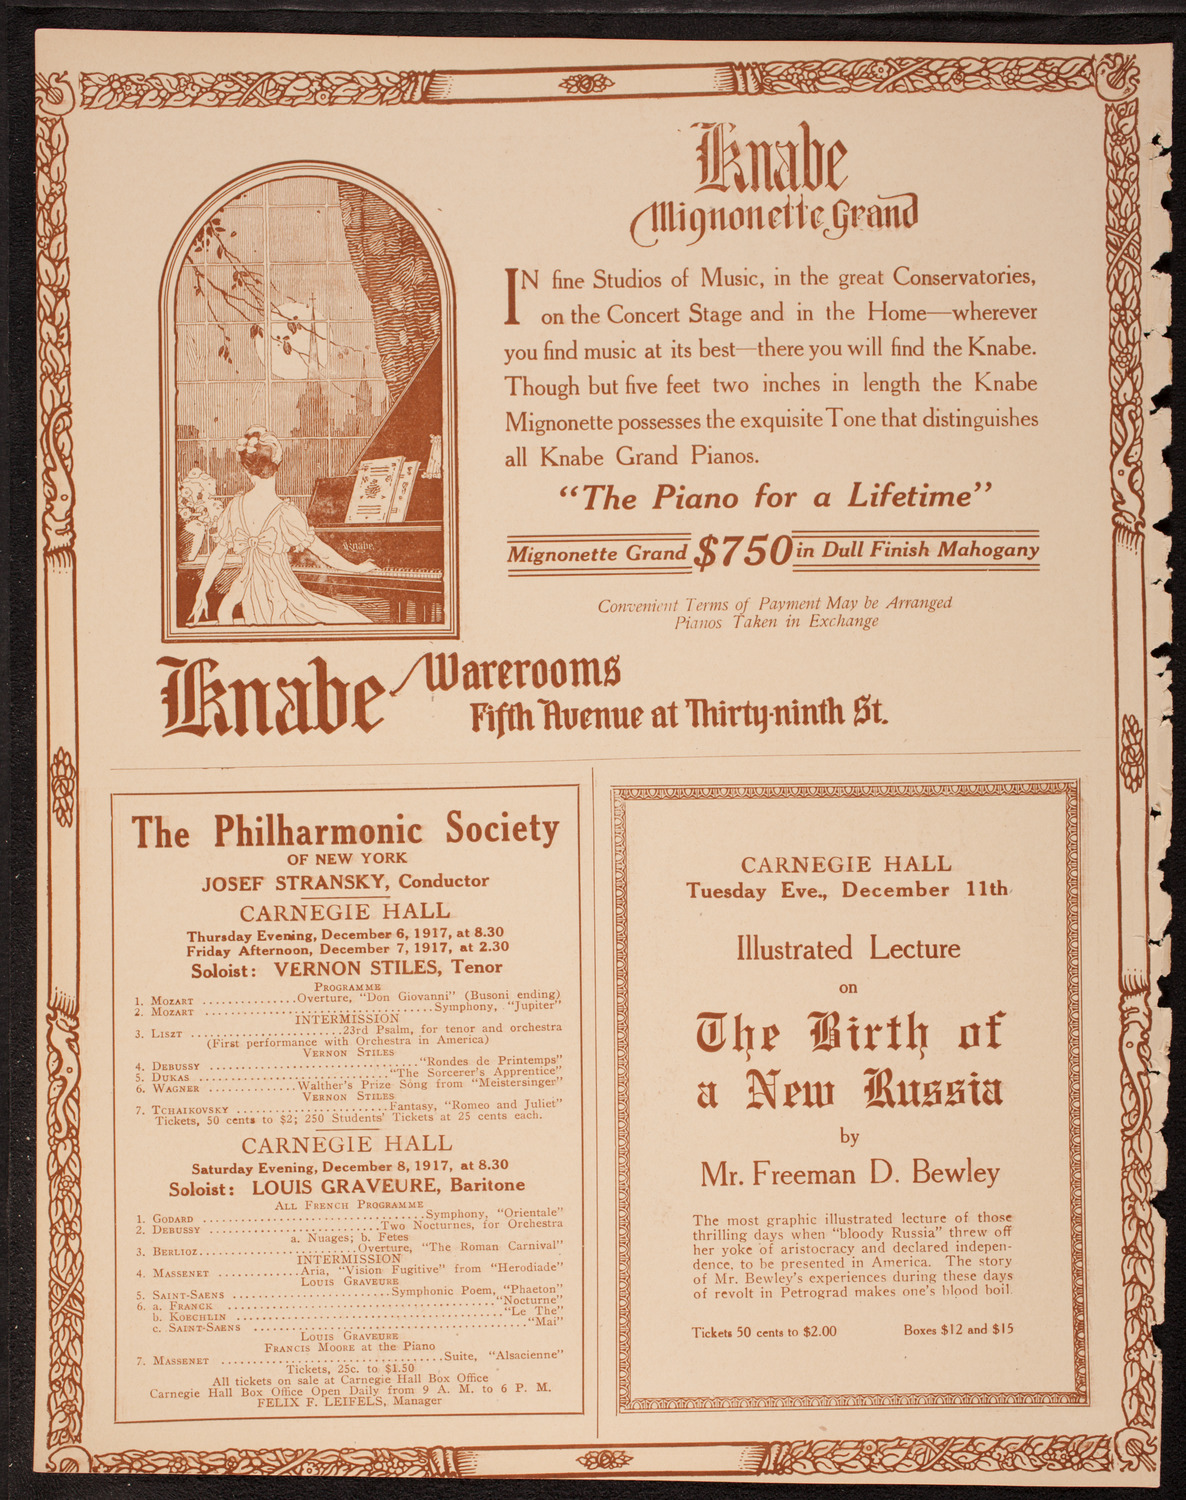 Knabe
Mignonette Grand
IN fine Studios of Music, in the great Conservatories,
on the Concert Stage and in the Home—wherever
you find music at its best—there you will find the Knabe.
Though but five feet two inches in length the Knabe
Mignonette possesses the exquisite Tone that distinguishes
all Knabe Grand Pianos.
"The Piano for a Lifetime"
Mignonette Grand $750 in Dull Finish Mahogany
Convenient Terms of Payment May be Arranged
Pianos Taken in Exchange
Knabe
Knabe Warerooms
Fifth Avenue at Thirty-ninth St.
The Philharmonic Society
OF NEW YORK
JOSEF STRANSKY, Conductor
CARNEGIE HALL
Thursday Evening, December 6, 1917, at 8.30
Friday Afternoon, December 7, 1917, at 2.30
Soloist: VERNON STILES, Tenor
PROGRAMME
1. MOZART ...............Overture, "Don Giovanni" (Busoni ending)
2. MOZART ......................................Symphony, "Jupiter"
INTERMISSION
3. LISZT ........................23rd Psalm, for tenor and orchestra
(First performance with Orchestra in America)
VERNON STILES
4. DEBUSSY .................................."Rondes de Printemps"
5. DUKAS ..............................."The Sorcerer's Apprentice"
6. WAGNER ..............Walther's Prize Song from "Meistersinger"
VERNON STILES
7. TCHAIKOVSKY ........................Fantasy, "Romeo and Juliet"
Tickets, 50 cents to $2; 250 Students' Tickets at 25 cents each.
CARNEGIE HALL
Saturday Evening, December 8, 1917, at 8.30
Soloist: LOUIS GRAVEURE, Baritone
ALL FRENCH PROGRAMME
1. GODARD ....................................Symphony, "Orientale"
2. DEBUSSY ............................Two Nocturnes, for Orchestra
a. Nuages; b. Fetes
3. BERLIOZ.........................Overture, "The Roman Carnival"
INTERMISSION
4. MASSENET .............Aria, "Vision Fugitive" from "Herodiade"
LOUIS GRAVEURE
5. SAINT-SAENS .........................Symphonic Poem, "Phaeton"
6. a. FRANCK ..........................................."Nocturne"
b. KOECHLIN ..........................................."Le The"
c. SAINT-SAENS ..........................................."Mai"
LOUIS GRAVEURE
FRANCIS MOORE at the Piano
7. MASSENET ...................................Suite, "Alsacienne"
Tickets, 25c. to $1.50
All tickets on sale at Carnegie Hall Box Office
Carnegie Hall Box Office Open Daily from 9 A. M. to 6 P. M.
FELIX F. LEIFELS, Manager
CARNEGIE HALL
Tuesday Eve., December 11th
Illustrated Lecture
on
The Birth of
a New Russia
by
Mr. Freeman D. Bewley
The most graphic illustrated lecture of those
thrilling days when "bloody Russia" threw off
her yoke of aristocracy and declared indepen-
dence, to be presented in America. The story
of Mr. Bewley's experiences during these days
of revolt in Petrograd makes one's blood boil.
Tickets 50 cents to $2.00 Boxes $12 and $15